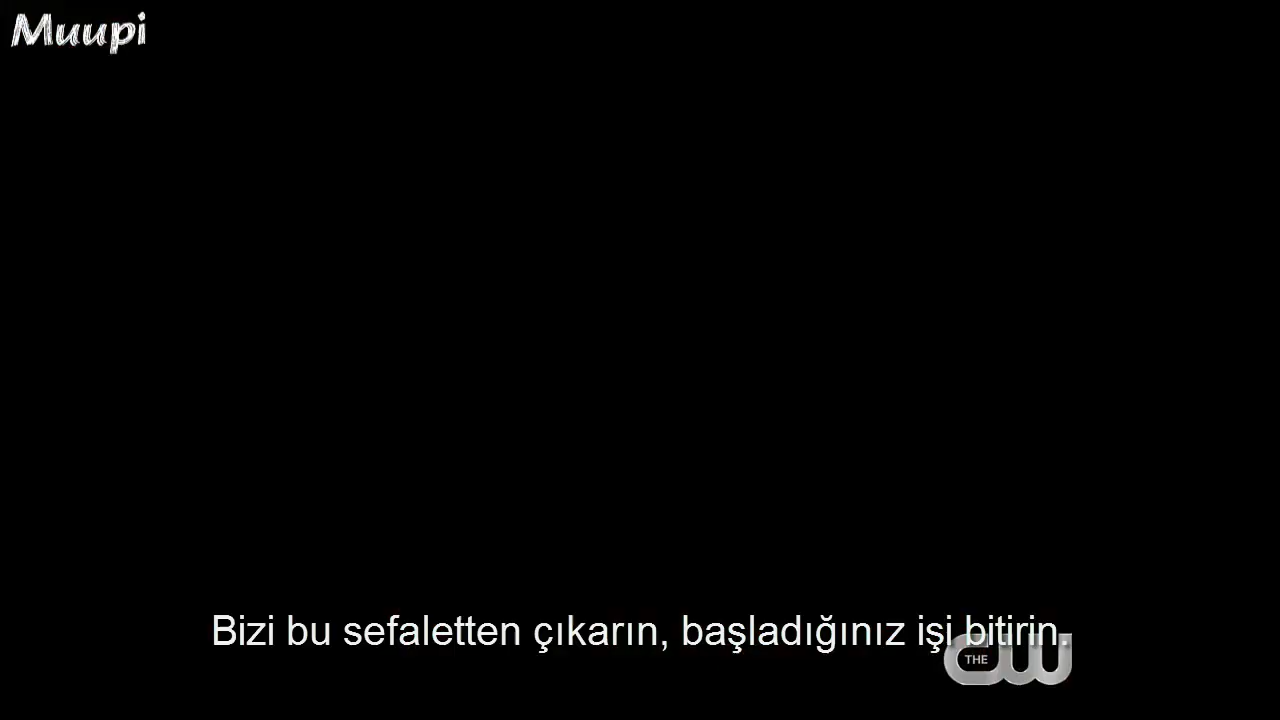 Muupi
Bizi bu sefaletten çıkarın, başladığınız işi bitirin.
THE CW